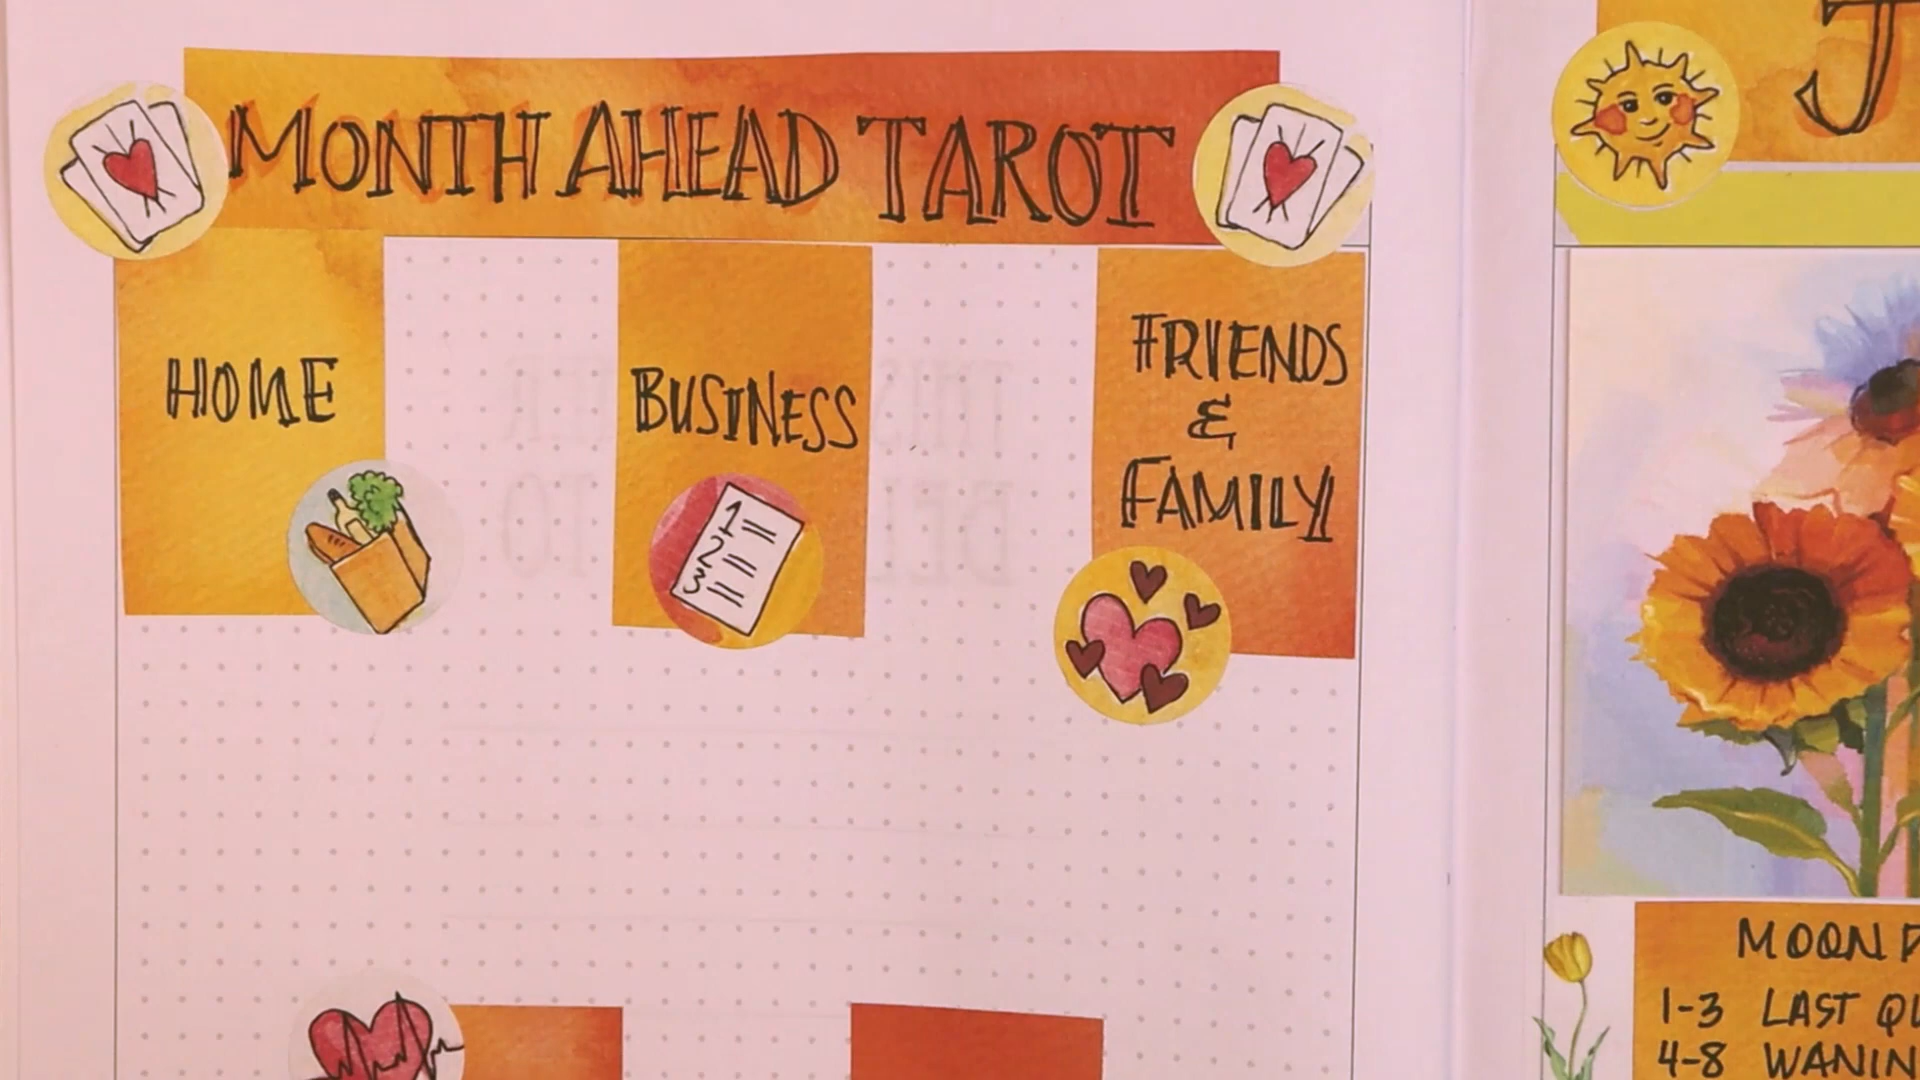 MONTH AHEAD TAROT
HOME
BUSINESS
FRIENDS
&
FAMILY
1=
2=
3=
J
MOON
1-3 LAST
4-8